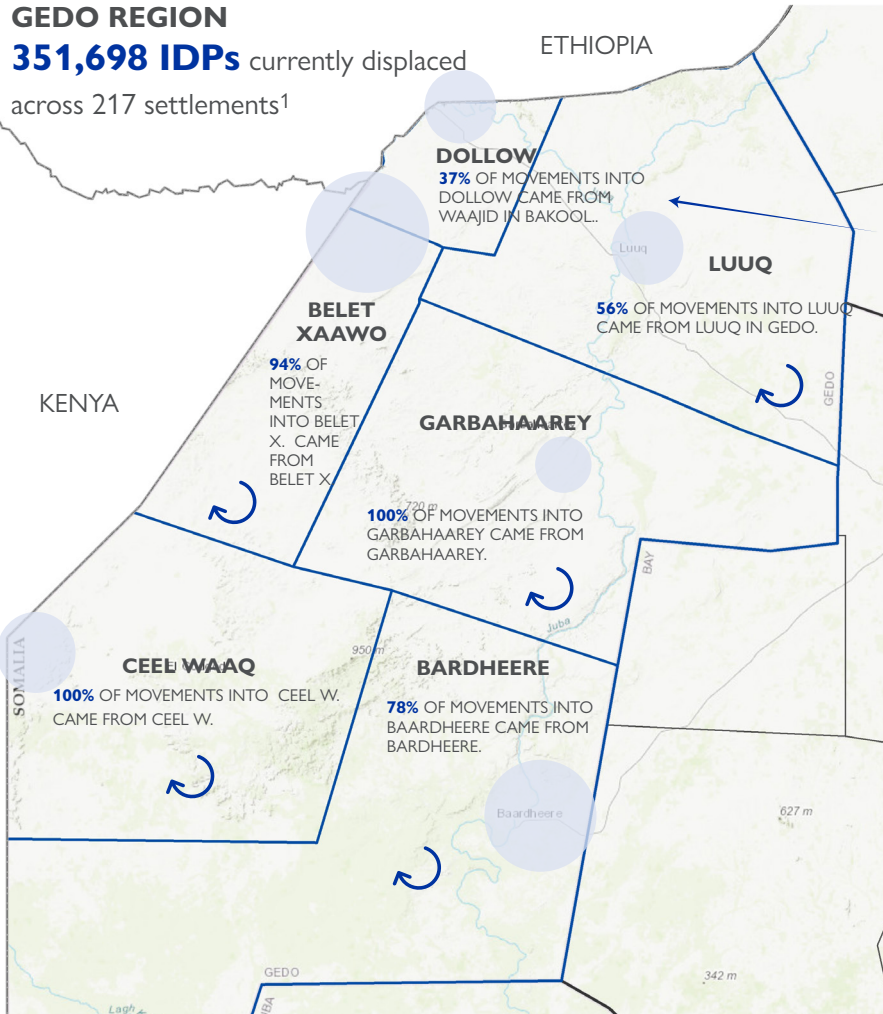 GEDO REGION
351,698 IDPs currently displaced
across 217 settlements1
ETHIOPIA
DOLLOW
37% OF MOVEMENTS INTO
DOLLOW CAME FROM
WAAJID IN BAKOOL..
Luuq
LUUQ
56% OF MOVEMENTS INTO LUUQ
CAME FROM LUUQ IN GEDO.
BELET
XAAWO
94% OF
MOVE-
MENTS
INTO BELET
X. CAME
FROM
BELET X.
KENYA
GEDO
GARBAHAAREY
720 m
100% OF MOVEMENTS INTO
GARBAHAAREY CAME FROM
GARBAHAAREY.
BAY
Juba
950 m
SOMALIA
CEEL WAAQ
100% OF MOVEMENTS INTO CEEL W.
CAME FROM CEEL W.
BARDHEERE
78% OF MOVEMENTS INTO
BAARDHEERE CAME FROM
BARDHEERE.
Baardheere
627 m
GEDO
342 m
Lagh